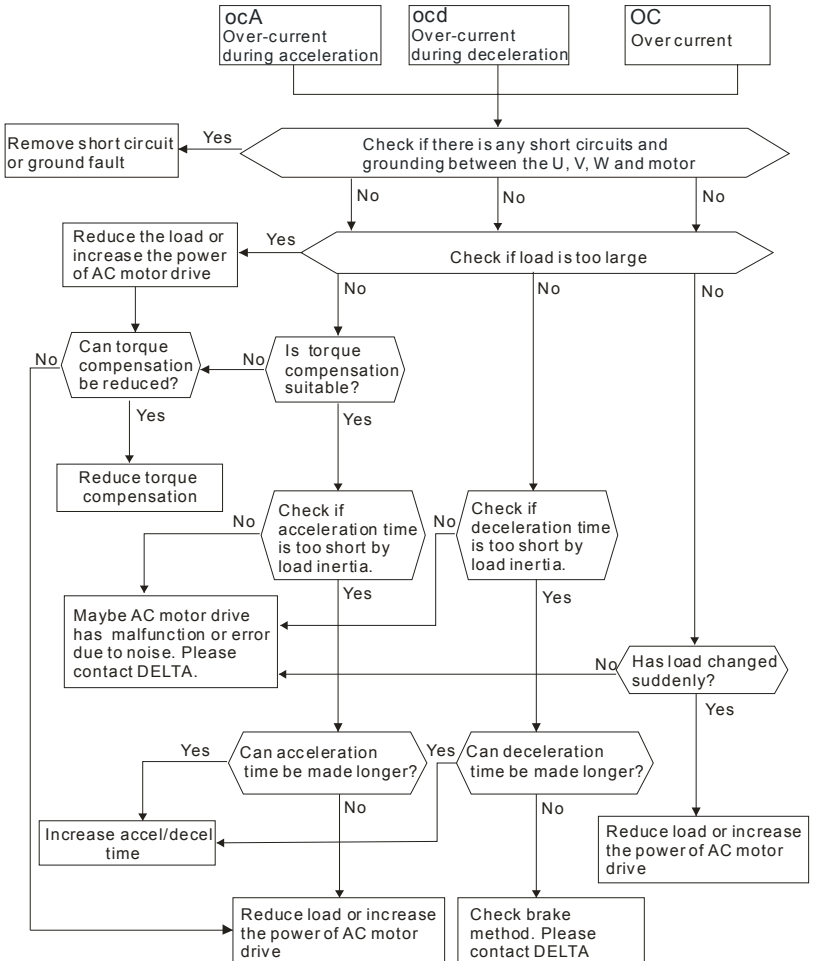 ocA
Over-current
during acceleration
ocd
Over-current
during deceleration
OC
Over current
Remove short circuit
or ground fault
Yes
Check if there is any short circuits and
grounding between the U, V, W and motor
No
No
No
Reduce the load or
increase the power
of AC motor drive
Yes
Check if load is too large
No
No
No
No
Can torque
compensation
be reduced?
No
Is torque
compensation
suitable?
Yes
Yes
Reduce torque
compensation
No
Check if
acceleration time
is too short by
load inertia.
No
Check if
deceleration time
is too short by
load inertia.
Yes
Yes
Maybe AC motor drive
has malfunction or error
due to noise. Please
contact DELTA.
No
Has load changed
suddenly?
Yes
Yes
Can acceleration
time be made longer?
Yes
Can deceleration
time be made longer?
No
No
Increase accel/decel
time
Reduce load or increase
the power of AC motor
drive
Reduce load or increase
the power of AC motor
drive
Check brake
method. Please
contact DELTA